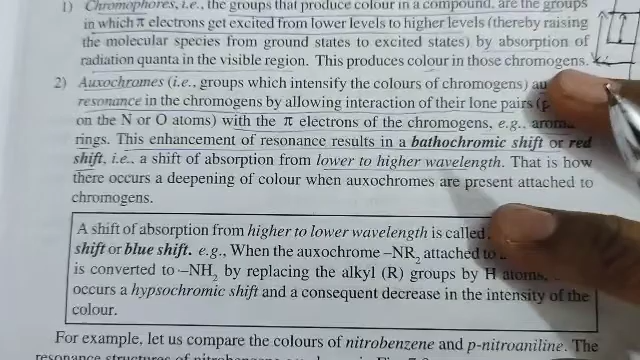 1) Chromophores, i.e., the groups that produce colour in a compound, are the groups
in which π electrons get excited from lower levels to higher levels (thereby raising
the molecular species from ground states to excited states) by absorption of
radiation quanta in the visible region. This produces colour in those chromogens.
2) Auxochromes (i.e., groups which intensify the colours of chromogens) au
resonance in the chromogens by allowing interaction of their lone pairs (p
on the N or O atoms) with the π electrons of the chromogens, e.g., aroma
rings. This enhancement of resonance results in a bathochromic shift or red
shift, i.e., a shift of absorption from lower to higher wavelength. That is how
there occurs a deepening of colour when auxochromes are present attached to
chromogens.
A shift of absorption from higher to lower wavelength is called
shift or blue shift. e.g., When the auxochrome –NR2 attached to
is converted to –NH2 by replacing the alkyl (R) groups by H atoms,
occurs a hypsochromic shift and a consequent decrease in the intensity of the
colour.
For example, let us compare the colours of nitrobenzene and p-nitroaniline. The
resonance structures of nitrobenzene